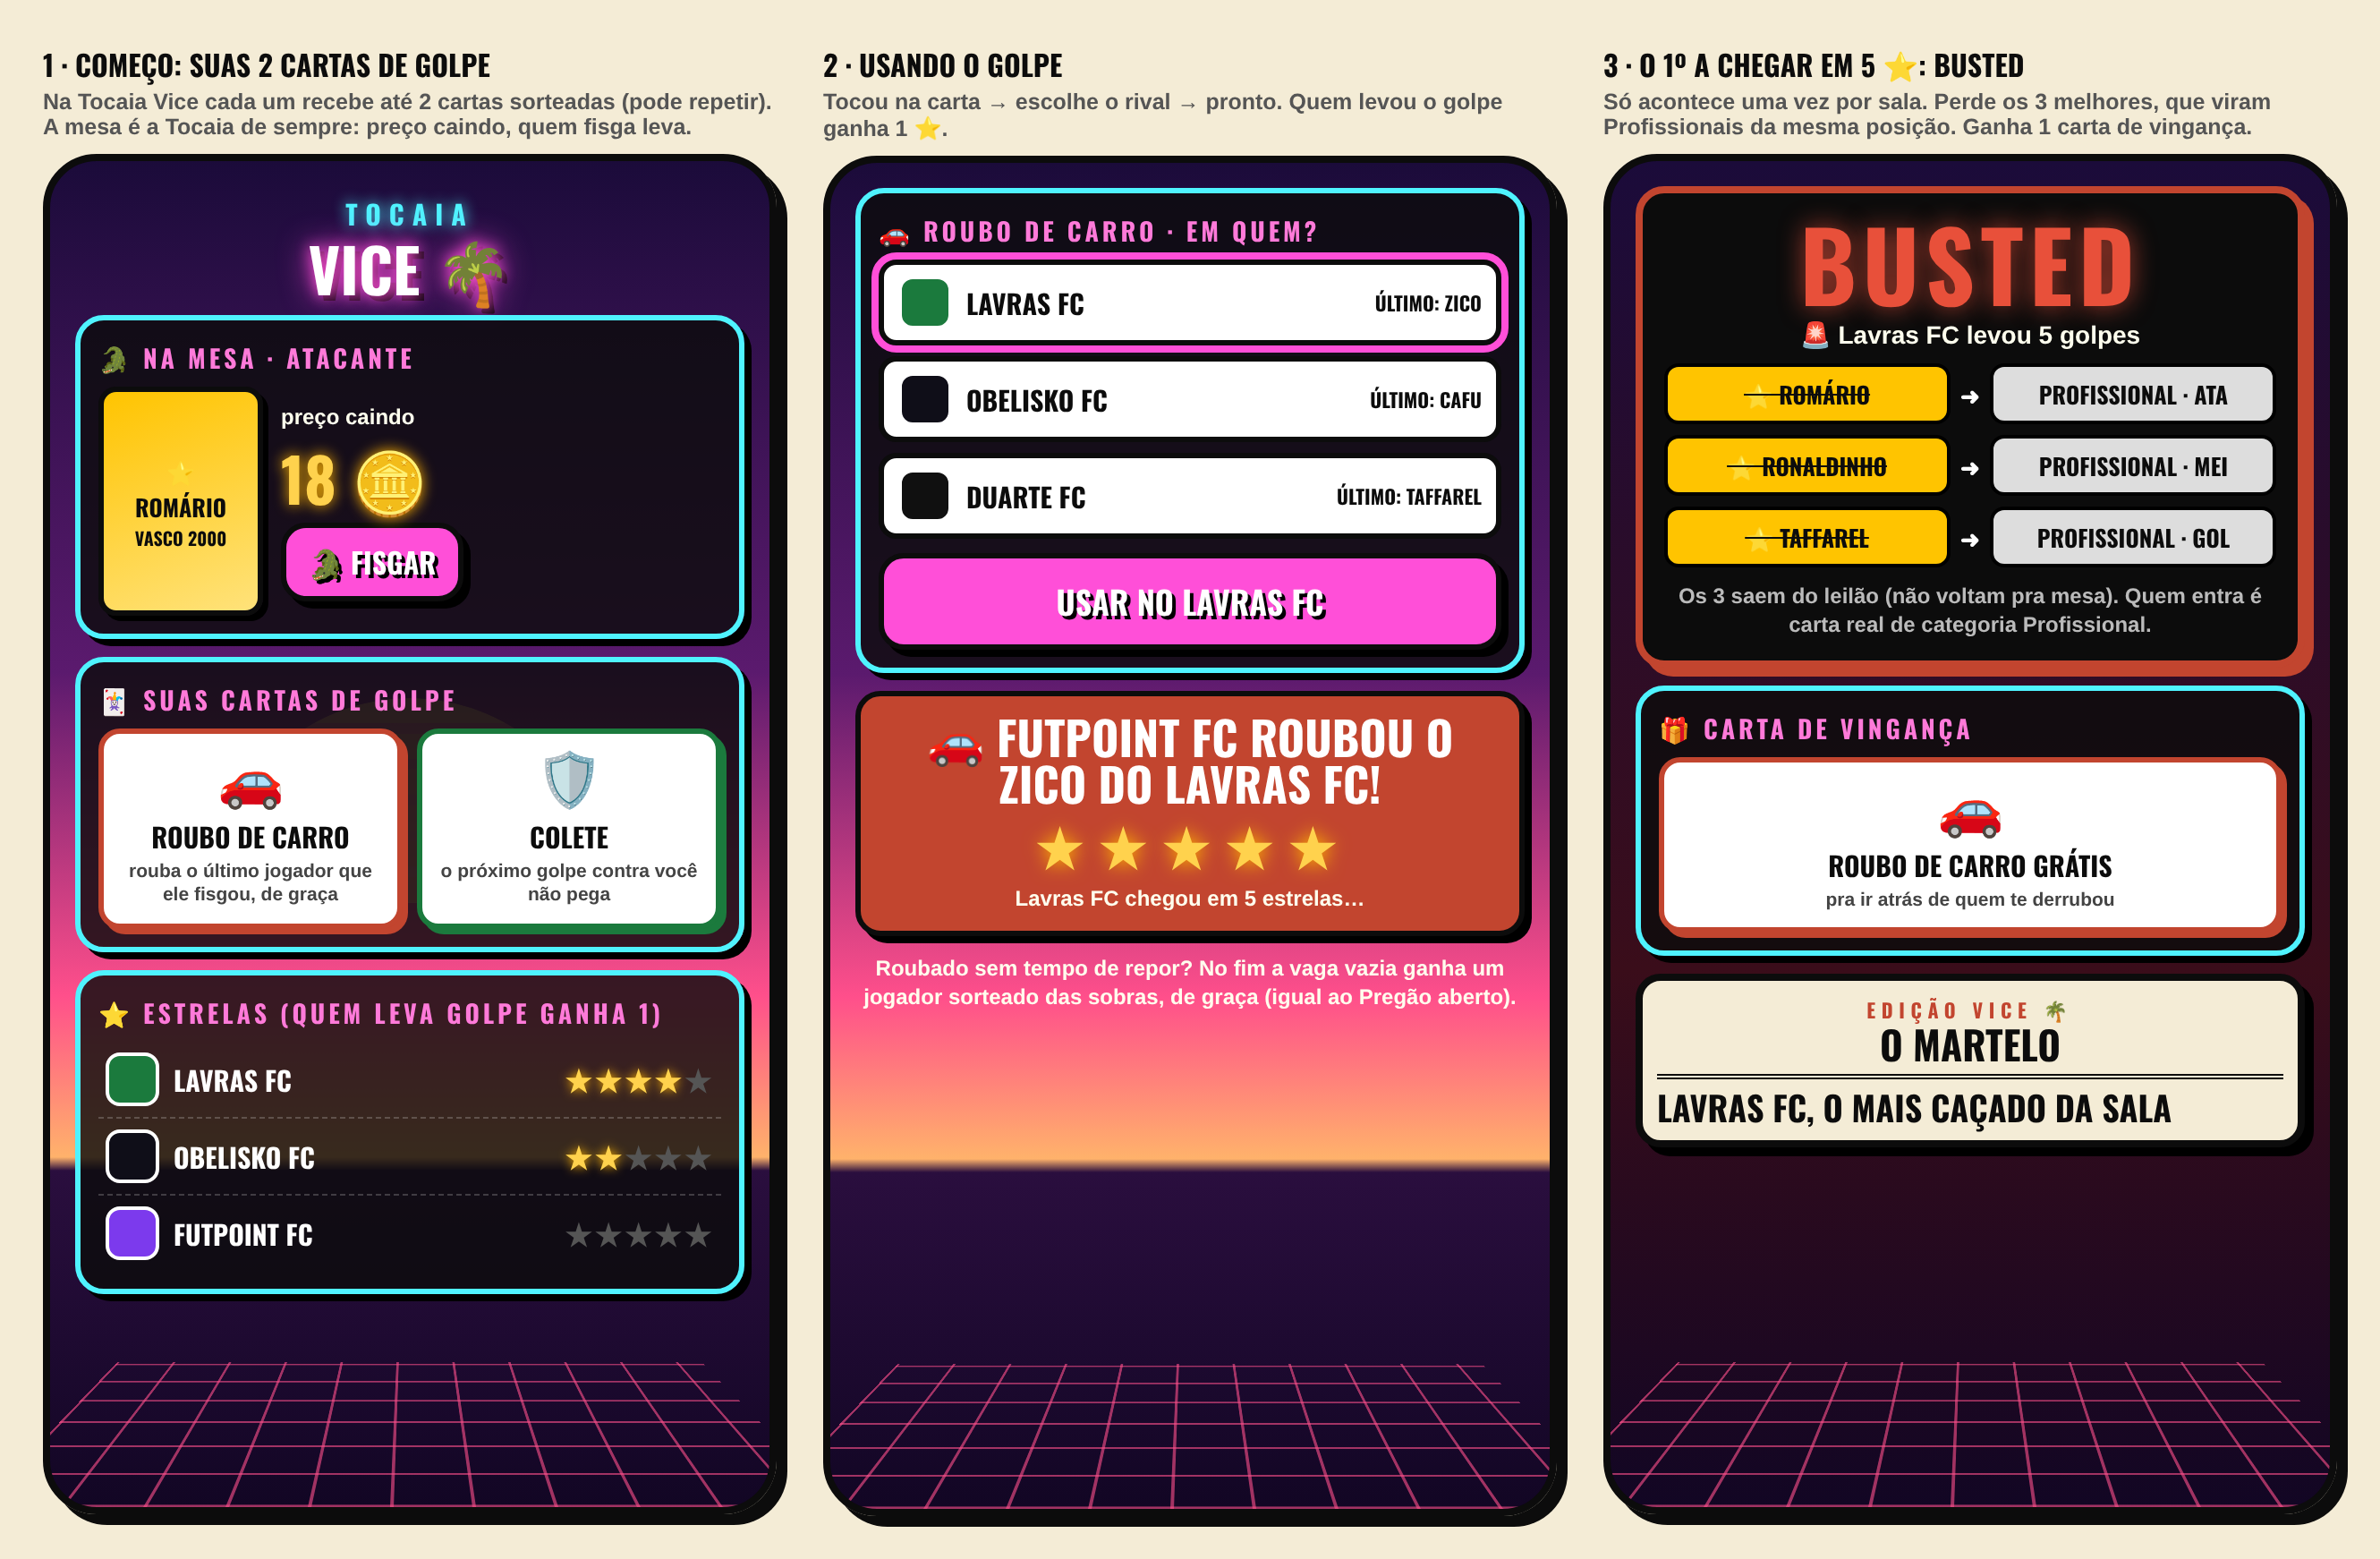 1 · COMEÇO: SUAS 2 CARTAS DE GOLPE
Na Tocaia Vice cada um recebe até 2 cartas sorteadas (pode repetir).
A mesa é a Tocaia de sempre: preço caindo, quem fisga leva.
TOCAIA
VICE 🌴
🐊 NA MESA · ATACANTE
⭐
ROMÁRIO
VASCO 2000
preço caindo
18 🪙
🐊 FISGAR
🃏 SUAS CARTAS DE GOLPE
🚗
ROUBO DE CARRO
rouba o último jogador que
ele fisgou, de graça
🛡️
COLETE
o próximo golpe contra você
não pega
⭐ ESTRELAS (QUEM LEVA GOLPE GANHA 1)
LAVRAS FC ★★★★★
OBELISKO FC ★★★★★
FUTPOINT FC ★★★★★
2 · USANDO O GOLPE
Tocou na carta → escolhe o rival → pronto. Quem levou o golpe
ganha 1 ⭐.
🚗 ROUBO DE CARRO · EM QUEM?
LAVRAS FC ÚLTIMO: ZICO
OBELISKO FC ÚLTIMO: CAFU
DUARTE FC ÚLTIMO: TAFFAREL
USAR NO LAVRAS FC
🚗 FUTPOINT FC ROUBOU O
ZICO DO LAVRAS FC!
★★★★★
Lavras FC chegou em 5 estrelas…
Roubado sem tempo de repor? No fim a vaga vazia ganha um
jogador sorteado das sobras, de graça (igual ao Pregão aberto).
3 · O 1º A CHEGAR EM 5 ⭐: BUSTED
Só acontece uma vez por sala. Perde os 3 melhores, que viram
Profissionais da mesma posição. Ganha 1 carta de vingança.
BUSTED
🚨 Lavras FC levou 5 golpes
⭐ ROMÁRIO ➜ PROFISSIONAL · ATA
⭐ RONALDINHO ➜ PROFISSIONAL · MEI
⭐ TAFFAREL ➜ PROFISSIONAL · GOL
Os 3 saem do leilão (não voltam pra mesa). Quem entra é
carta real de categoria Profissional.
🎁 CARTA DE VINGANÇA
🚗
ROUBO DE CARRO GRÁTIS
pra ir atrás de quem te derrubou
EDIÇÃO VICE 🌴
O MARTELO
LAVRAS FC, O MAIS CAÇADO DA SALA